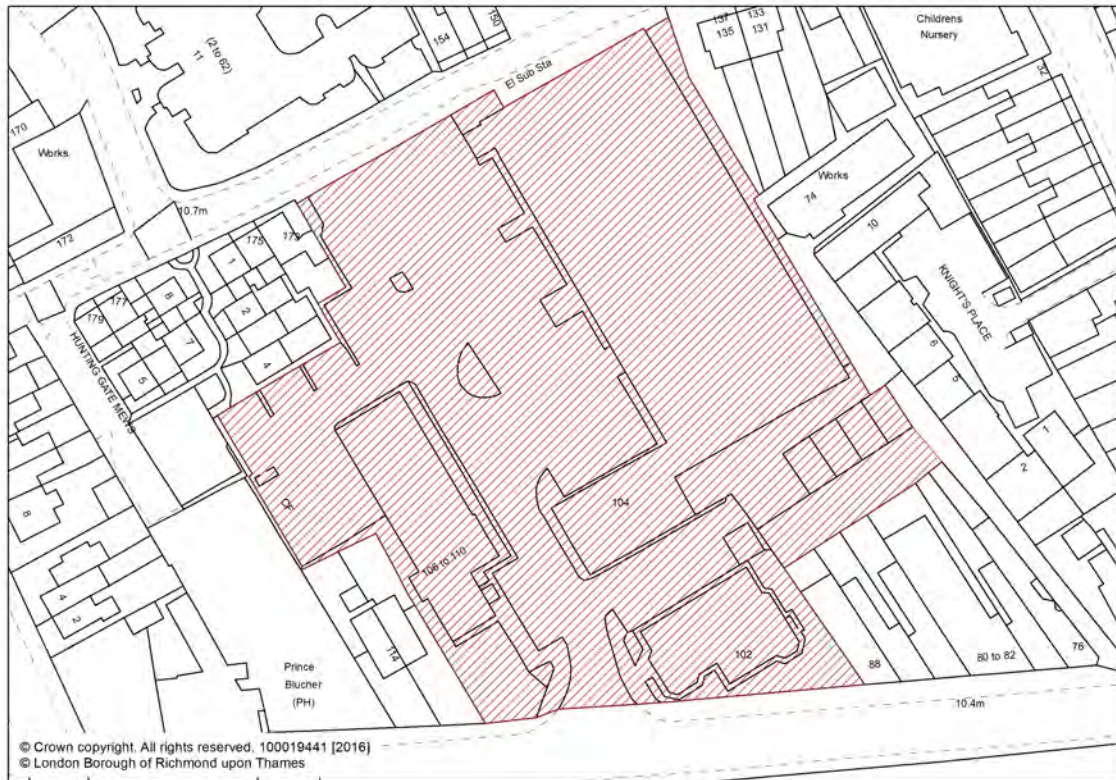 150
154
137
133
135
131
Childrens
Nursery
(2 to 62)
11
El Sub Sta
32
170
Works
Works
74
10.7m
172
173
175
1
10
177
179
8
2
7
4
5
HUNTING GATE MEWS
KNIGHT'S PLACE
6
5
1
2
CF
104
8
106 to 110
4
2
114
102
Prince
Blucher
(PH)
88
80 to 82
76
10.4m
© Crown copyright. All rights reserved. 100019441 [2016]
© London Borough of Richmond upon Thames